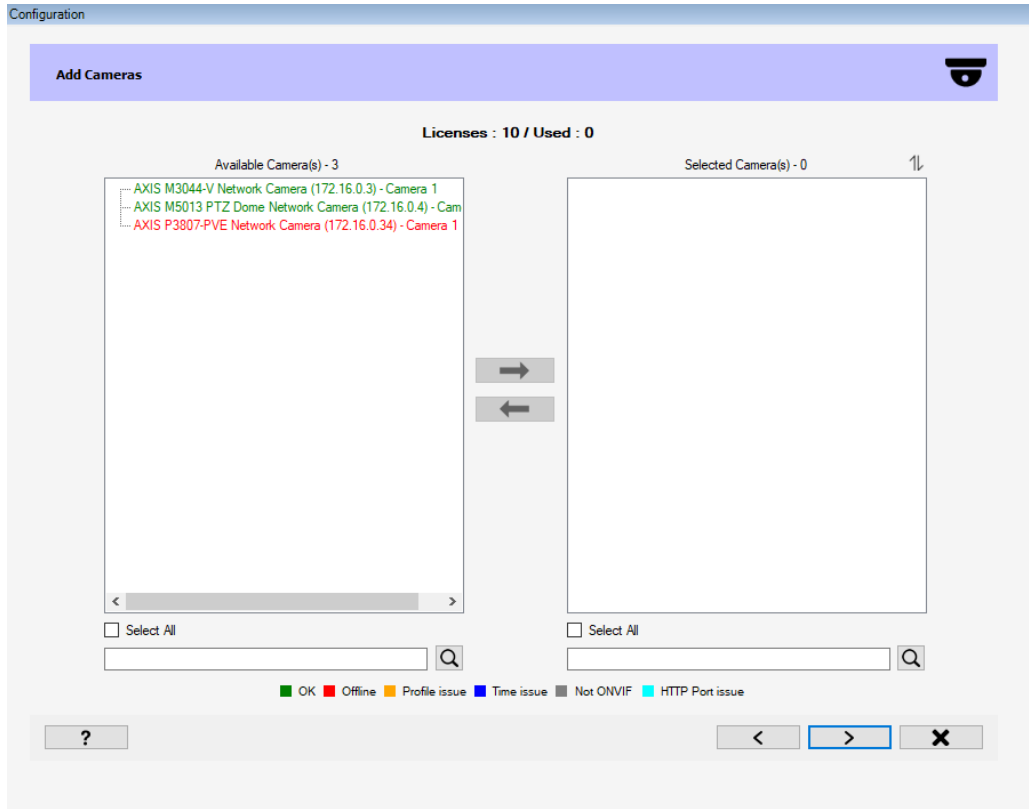 Configuration
Add Cameras
Licenses : 10 / Used : 0
Available Camera(s) - 3
Selected Camera(s) - 0
AXIS M3044-V Network Camera (172.16.0.3) - Camera 1
AXIS M5013 PTZ Dome Network Camera (172.16.0.4) - Cam
AXIS P3807-PVE Network Camera (172.16.0.34) - Camera 1
Select All
Select All
OK Offline Profile issue Time issue Not ONVIF HTTP Port issue
?